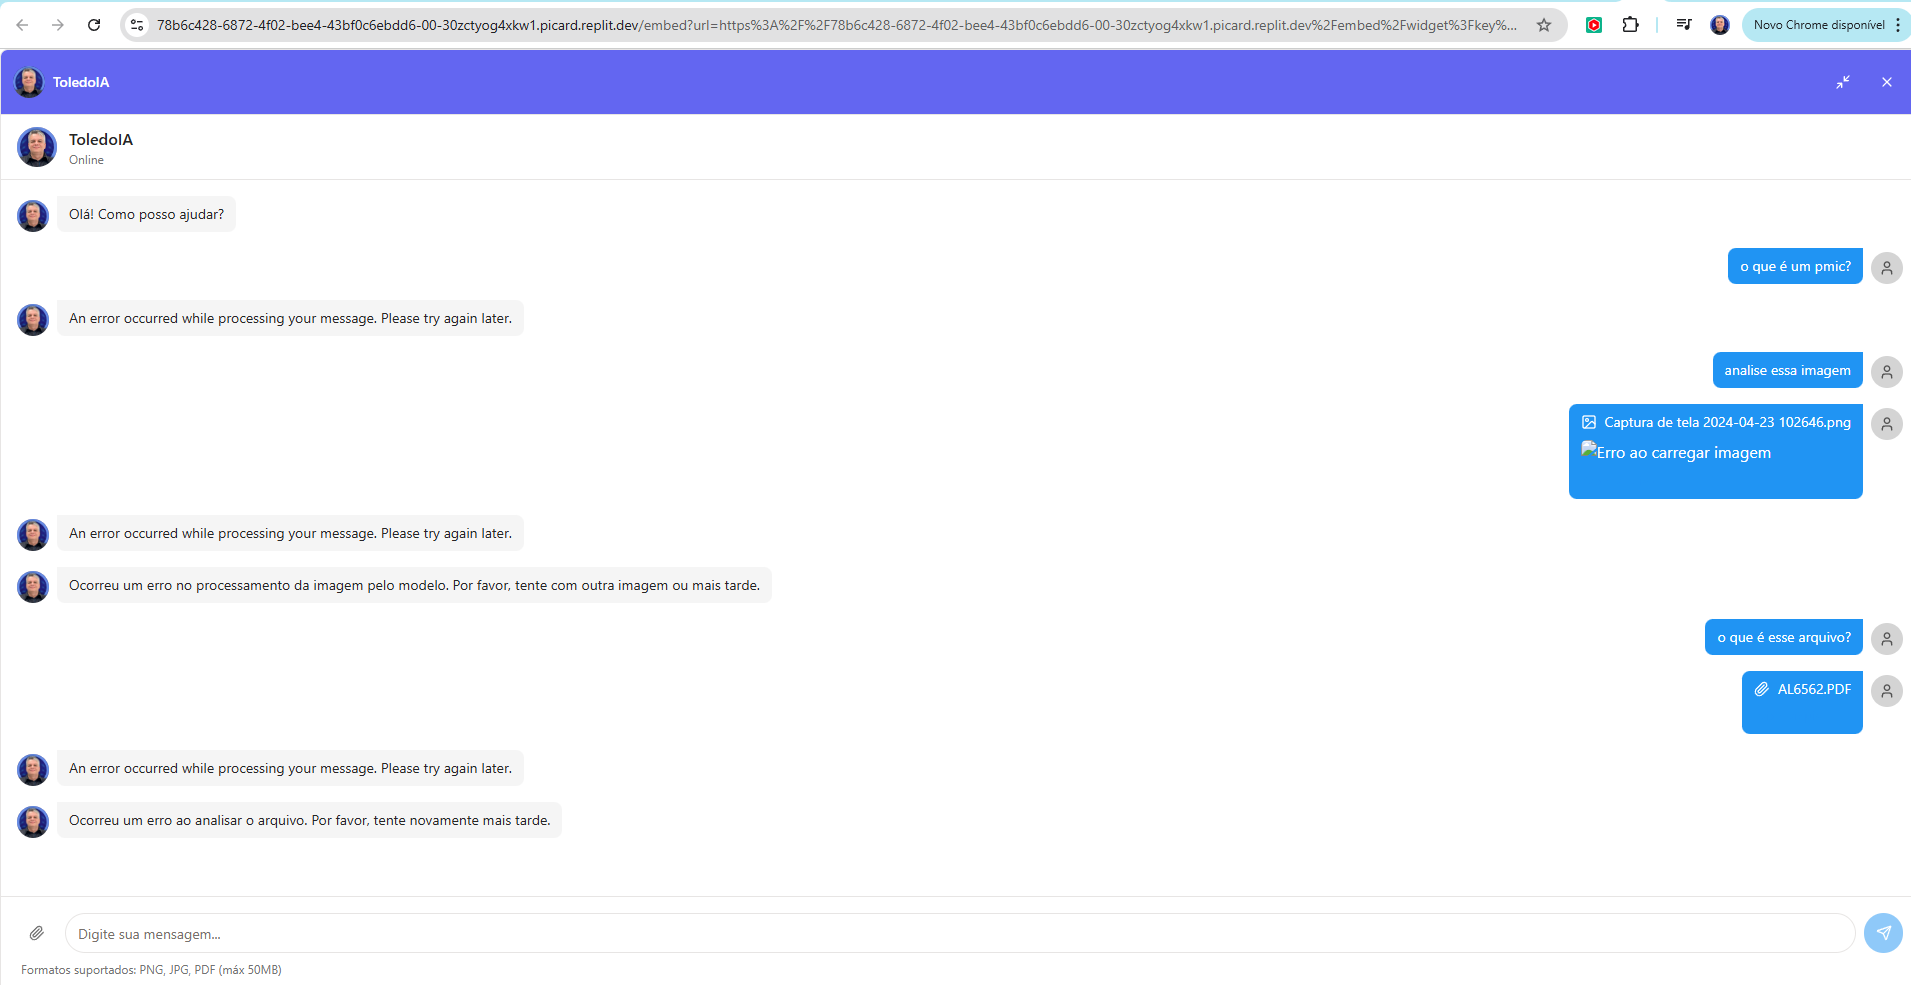 78b6c428-6872-4f02-bee4-43bf0c6ebdd6-00-30zctyog4xkw1.picard.replit.dev/embed?url=https%3A%2F%2F78b6c428-6872-4f02-bee4-43bf0c6ebdd6-00-30zctyog4xkw1.picard.replit.dev%2Fembed%2Fwidget%3Fkey%...
Novo Chrome disponível
ToledoIA
ToledoIA
Online
Olá! Como posso ajudar?
o que é um pmic?
An error occurred while processing your message. Please try again later.
analise essa imagem
Captura de tela 2024-04-23 102646.png
Erro ao carregar imagem
An error occurred while processing your message. Please try again later.
Ocorreu um erro no processamento da imagem pelo modelo. Por favor, tente com outra imagem ou mais tarde.
o que é esse arquivo?
AL6562.PDF
An error occurred while processing your message. Please try again later.
Ocorreu um erro ao analisar o arquivo. Por favor, tente novamente mais tarde.
Digite sua mensagem...
Formatos suportados: PNG, JPG, PDF (máx 50MB)